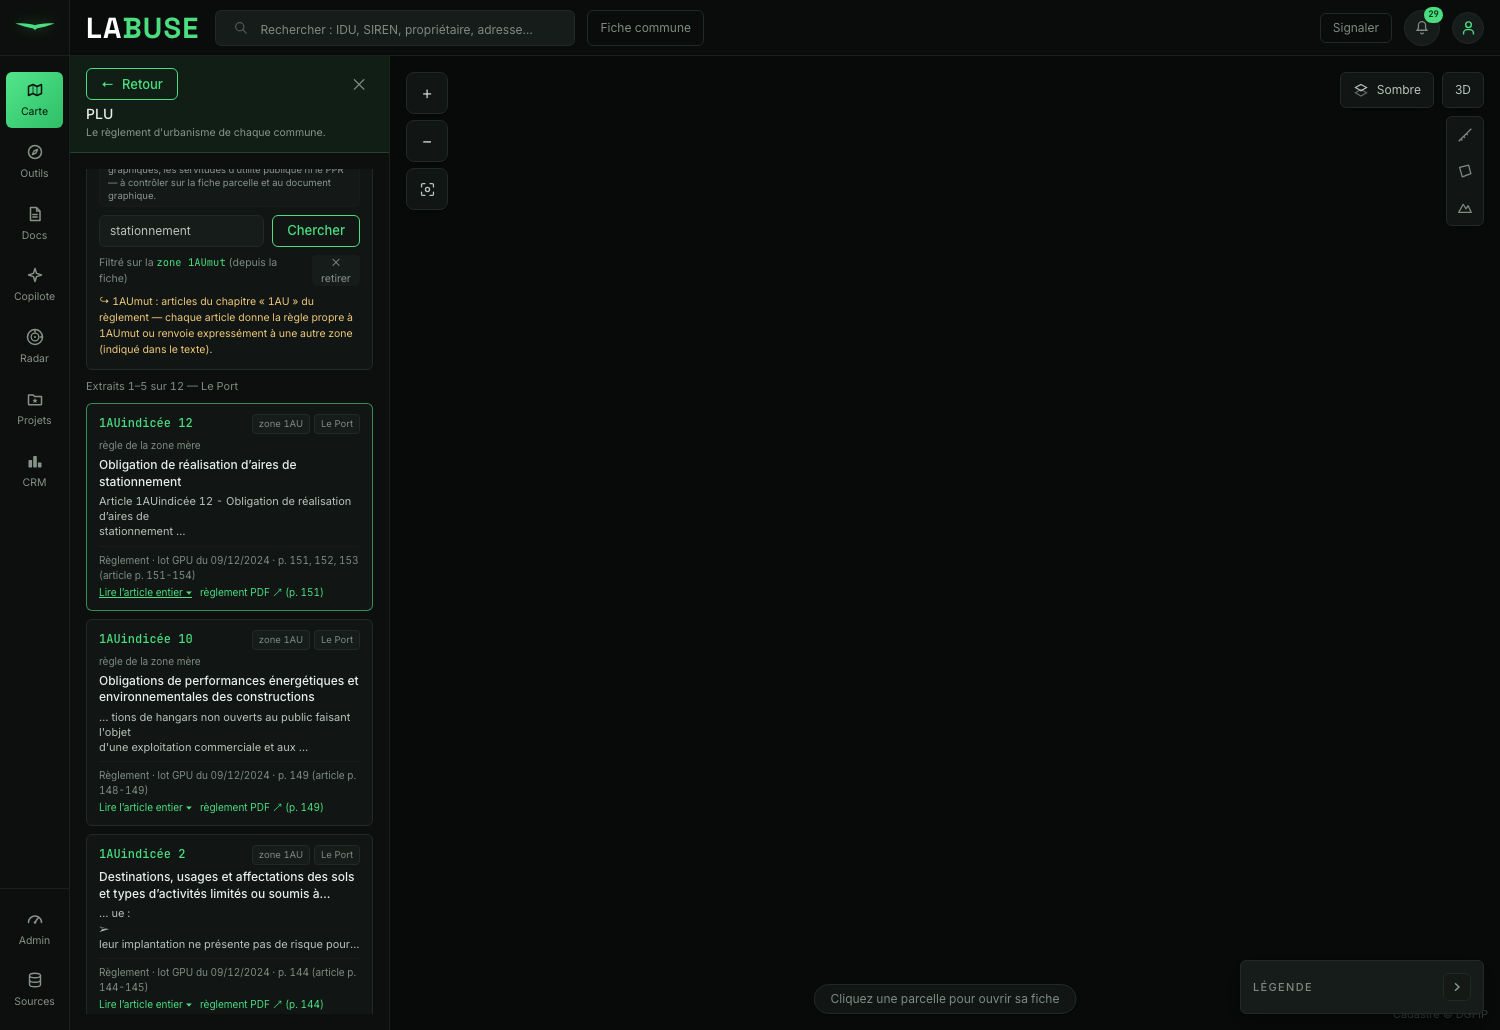 LABUSE
Rechercher : IDU, SIREN, propriétaire, adresse...
Fiche commune
Signaler
29
Carte
Outils
Docs
Copilote
Radar
Projets
CRM
Admin
Sources
← Retour
PLU
Le règlement d'urbanisme de chaque commune.
graphiques, les servitudes d'utilité publique ni le PPR
— à contrôler sur la fiche parcelle et au document
graphique.
stationnement
Chercher
Filtré sur la zone 1AUmut (depuis la
fiche)
×
retirer
↪ 1AUmut : articles du chapitre « 1AU » du
règlement — chaque article donne la règle propre à
1AUmut ou renvoie expressément à une autre zone
(indiqué dans le texte).
Extraits 1–5 sur 12 — Le Port
1AUindicée 12
zone 1AU
Le Port
règle de la zone mère
Obligation de réalisation d’aires de
stationnement
Article 1AUindicée 12 - Obligation de réalisation
d’aires de
stationnement ...
Règlement · lot GPU du 09/12/2024 · p. 151, 152, 153
(article p. 151-154)
Lire l’article entier ▾ règlement PDF ↗ (p. 151)
1AUindicée 10
zone 1AU
Le Port
règle de la zone mère
Obligations de performances énergétiques et
environnementales des constructions
... tions de hangars non ouverts au public faisant
l'objet
d'une exploitation commerciale et aux ...
Règlement · lot GPU du 09/12/2024 · p. 149 (article p.
148-149)
Lire l’article entier ▾ règlement PDF ↗ (p. 149)
1AUindicée 2
zone 1AU
Le Port
Destinations, usages et affectations des sols
et types d’activités limités ou soumis à...
... ue :
➢
leur implantation ne présente pas de risque pour...
Règlement · lot GPU du 09/12/2024 · p. 144 (article p.
144-145)
Lire l’article entier ▾ règlement PDF ↗ (p. 144)
+
−
Sombre
3D
Cliquez une parcelle pour ouvrir sa fiche
LÉGENDE
Cadastre © DGFiP